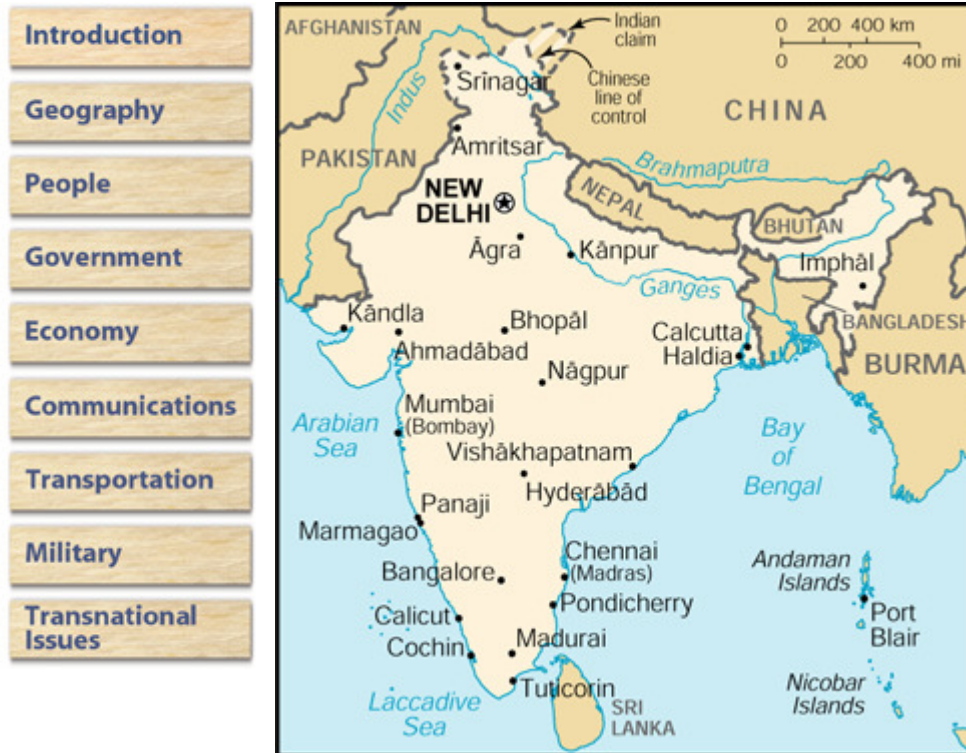 Introduction
Geography
People
Government
Economy
Communications
Transportation
Military
Transnational
Issues
AFGHANISTAN
Indian
claim
0 200 400 km
0 200 400 mi
Srīnagar
Chinese
line of
control
Indus
CHINA
Amritsar
PAKISTAN
Brahmaputra
NEW
DELHI
NEPAL
BHUTAN
Āgra
Kānpur
Imphāl
Ganges
Kāndla
Bhopāl
BANGLADESH
Ahmadābād
Calcutta
Haldia
BURMA
Nāgpur
Arabian
Sea
Mumbai
(Bombay)
Bay
of
Bengal
Vishākhapatnam
Hyderābād
Panaji
Marmagao
Chennai
(Madras)
Andaman
Islands
Bangalore
Pondicherry
Port
Blair
Calicut
Madurai
Cochin
Tuticorin
Laccadive
Sea
SRI
LANKA
Nicobar
Islands